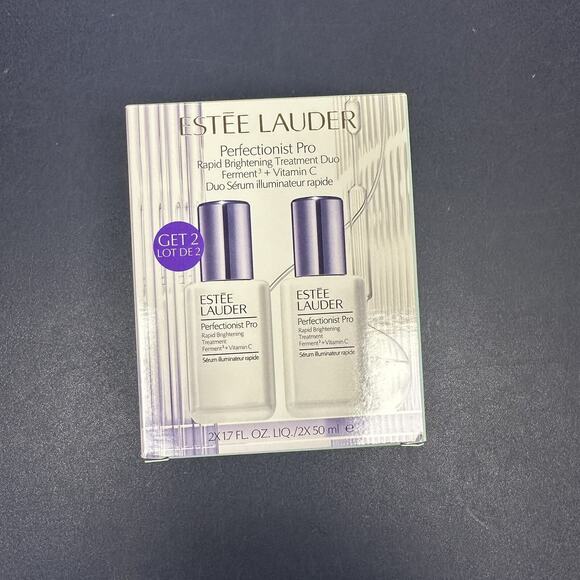 ESTĒE LAUDER
Perfectionist Pro
Rapid Brightening Treatment Duo
Ferment³ + Vitamin C
Duo Sérum illuminateur rapide
GET 2
LOT DE 2
ESTĒE
LAUDER
Perfectionist Pro
Rapid Brightening
Treatment
Ferment³ + Vitamin C
Sérum illuminateur rapide
ESTĒE
LAUDER
Perfectionist Pro
Rapid Brightening
Treatment
Ferment³ + Vitamin C
Sérum illuminateur rapide
2X 1.7 FL. OZ. LIQ./2X 50 ml ℮